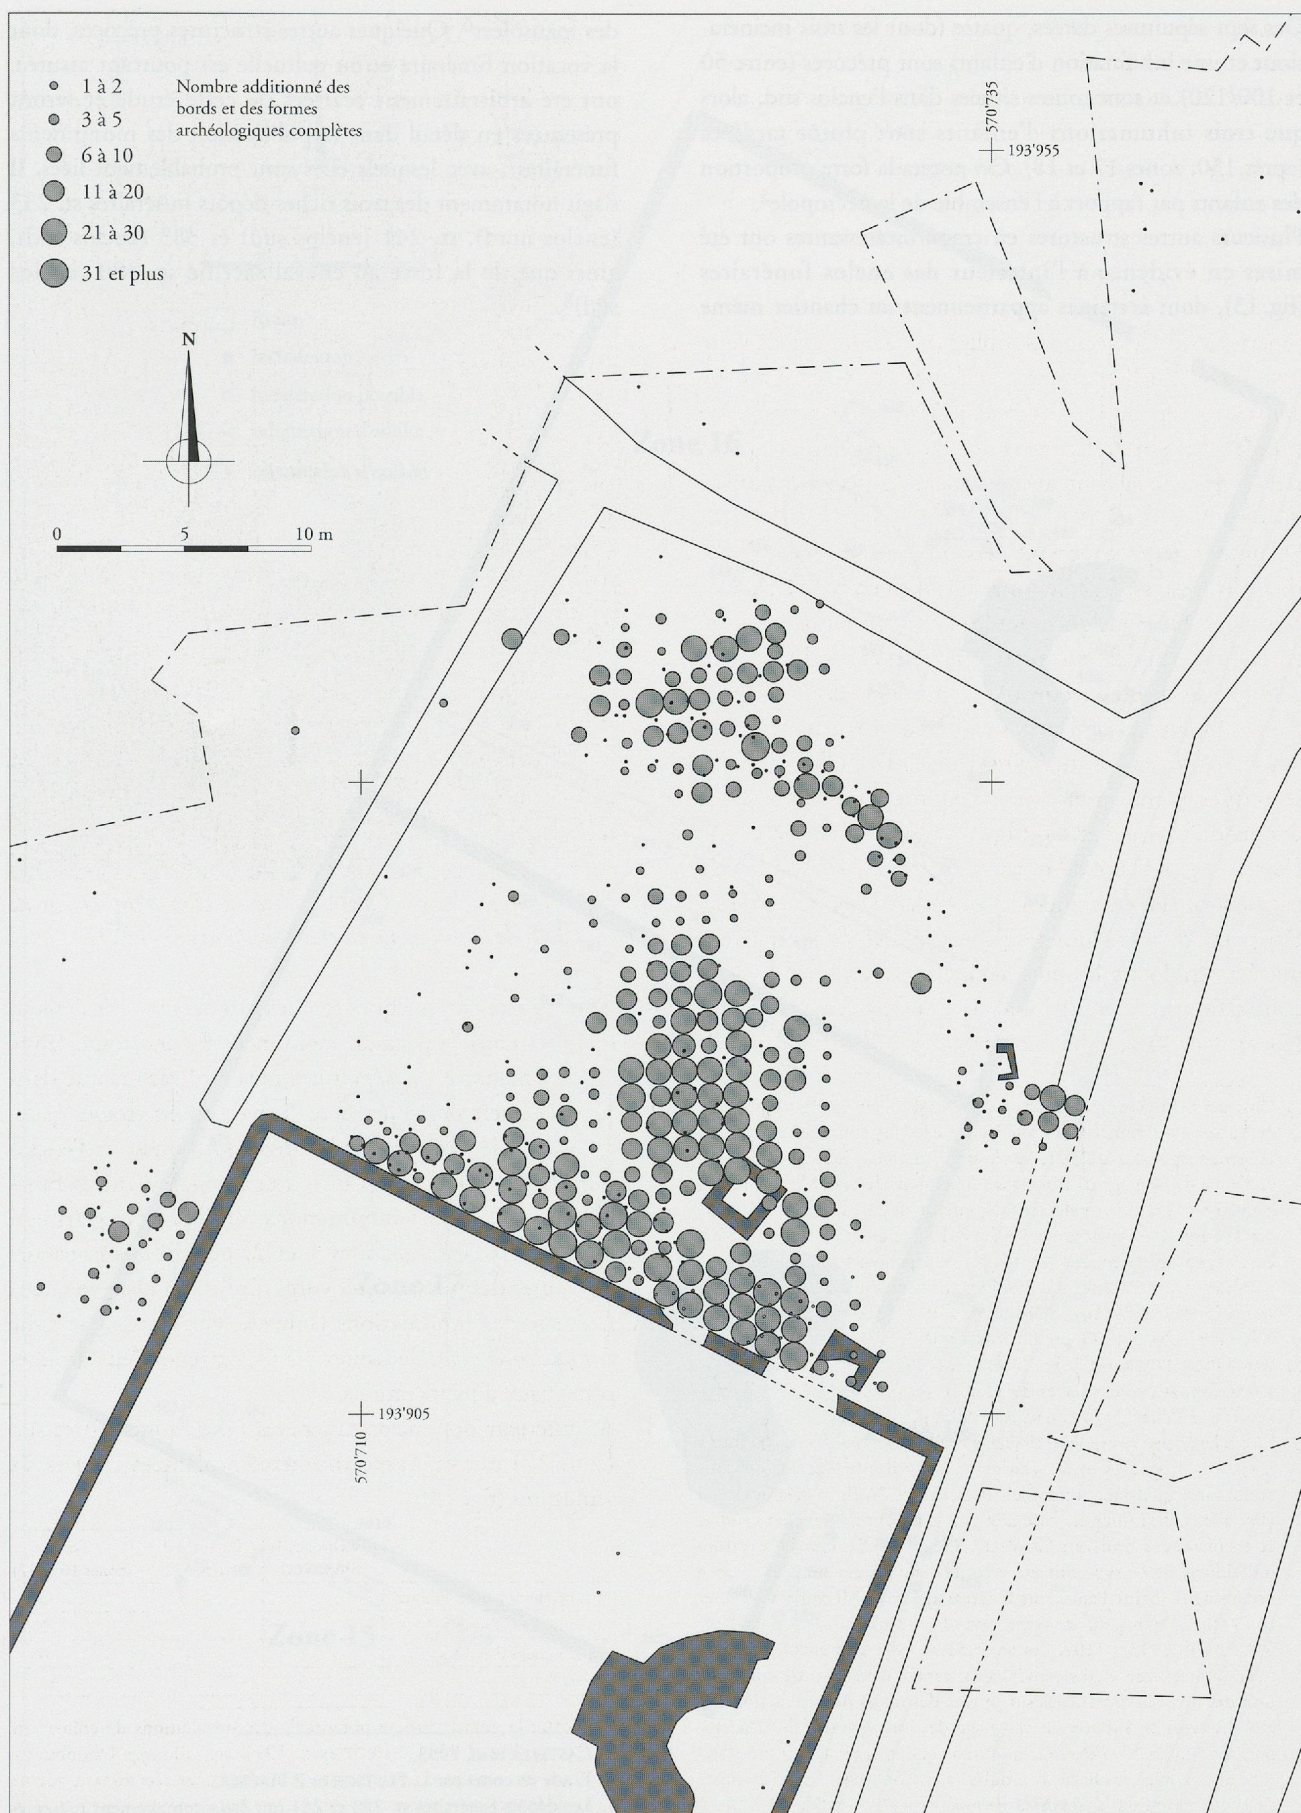 1 à 2
3 à 5
6 à 10
11 à 20
21 à 30
31 et plus
Nombre additionné des
bords et des formes
archéologiques complètes
N
0 5 10 m
570'735
193'955
193'905
570'710